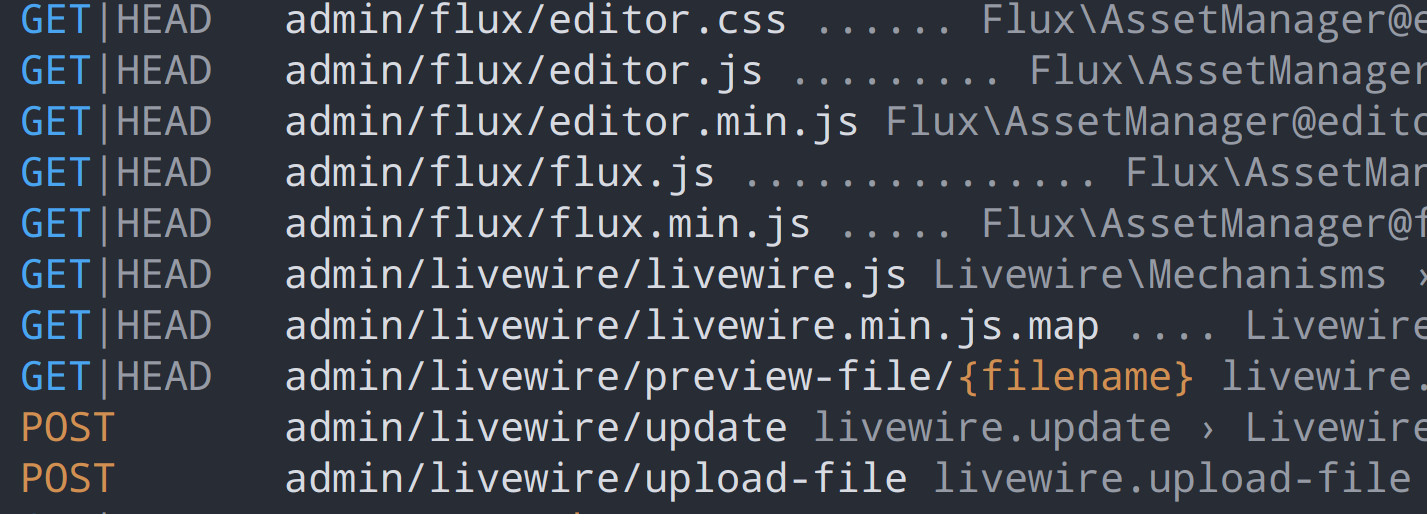 GET|HEAD admin/flux/editor.css ...... Flux\AssetManager@e
GET|HEAD admin/flux/editor.js ......... Flux\AssetManager
GET|HEAD admin/flux/editor.min.js Flux\AssetManager@edito
GET|HEAD admin/flux/flux.js ............... Flux\AssetMan
GET|HEAD admin/flux/flux.min.js ..... Flux\AssetManager@f
GET|HEAD admin/livewire/livewire.js Livewire\Mechanisms ›
GET|HEAD admin/livewire/livewire.min.js.map .... Livewire
GET|HEAD admin/livewire/preview-file/{filename} livewire.
POST admin/livewire/update livewire.update › Livewire
POST admin/livewire/upload-file livewire.upload-file